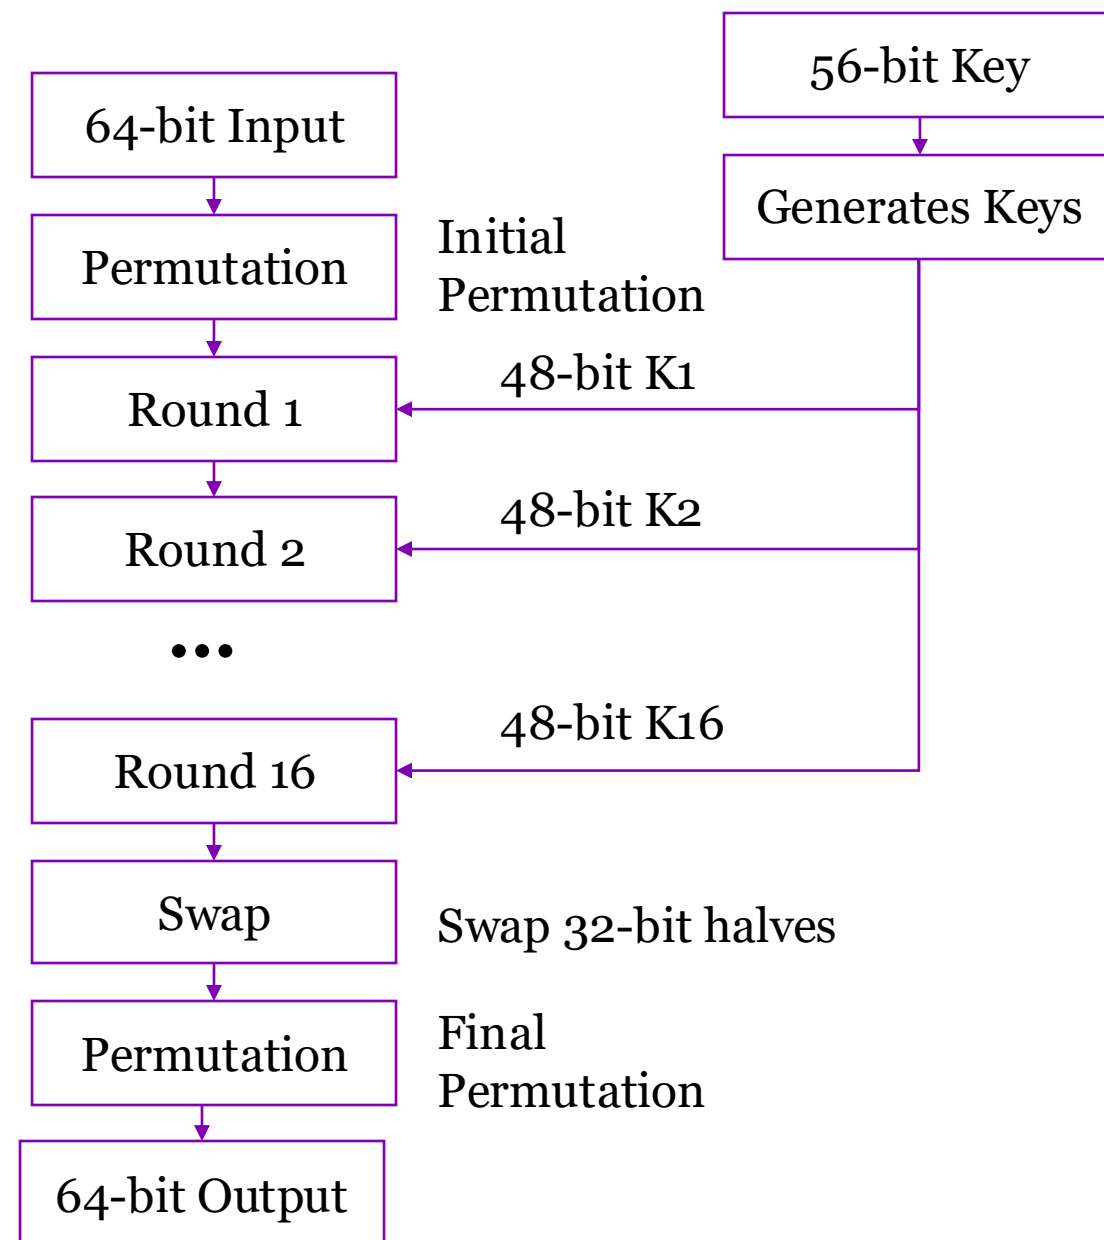 56-bit Key
64-bit Input
Generates Keys
Permutation
Initial
Permutation
48-bit K1
Round 1
48-bit K2
Round 2
...
48-bit K16
Round 16
Swap
Swap 32-bit halves
Permutation
Final
Permutation
64-bit Output